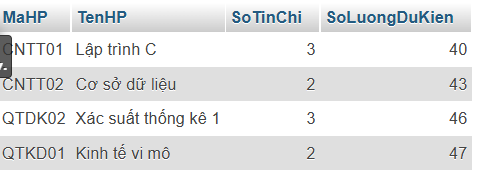 MaHP TenHP SoTinChi SoLuongDuKien
CNTT01 Lập trình C 3 40
CNTT02 Cơ sở dữ liệu 2 43
QTDK02 Xác suất thống kê 1 3 46
QTKD01 Kinh tế vi mô 2 47